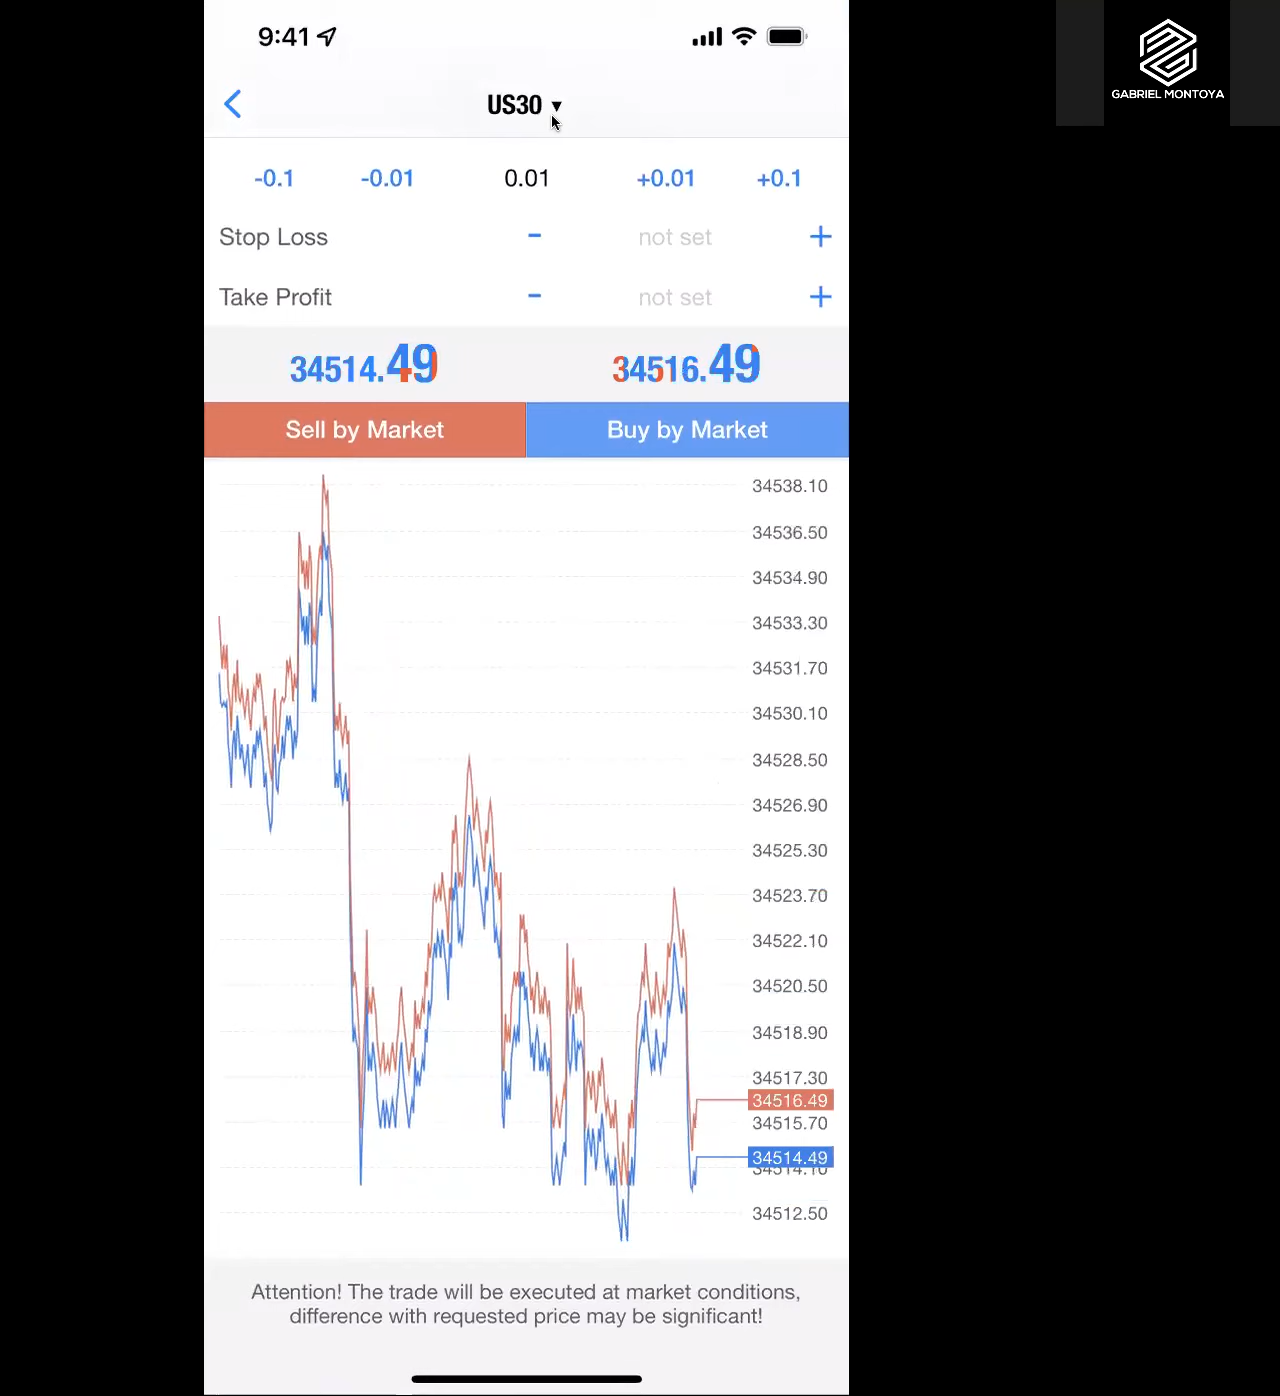 9:41
GABRIEL MONTOYA
US30 ▼
-0.1 -0.01 0.01 +0.01 +0.1
Stop Loss - not set +
Take Profit - not set +
34514.49 34516.49
Sell by Market Buy by Market
34538.10
34536.50
34534.90
34533.30
34531.70
34530.10
34528.50
34526.90
34525.30
34523.70
34522.10
34520.50
34518.90
34517.30
34516.49
34515.70
34514.49
34514.10
34512.50
Attention! The trade will be executed at market conditions,
difference with requested price may be significant!